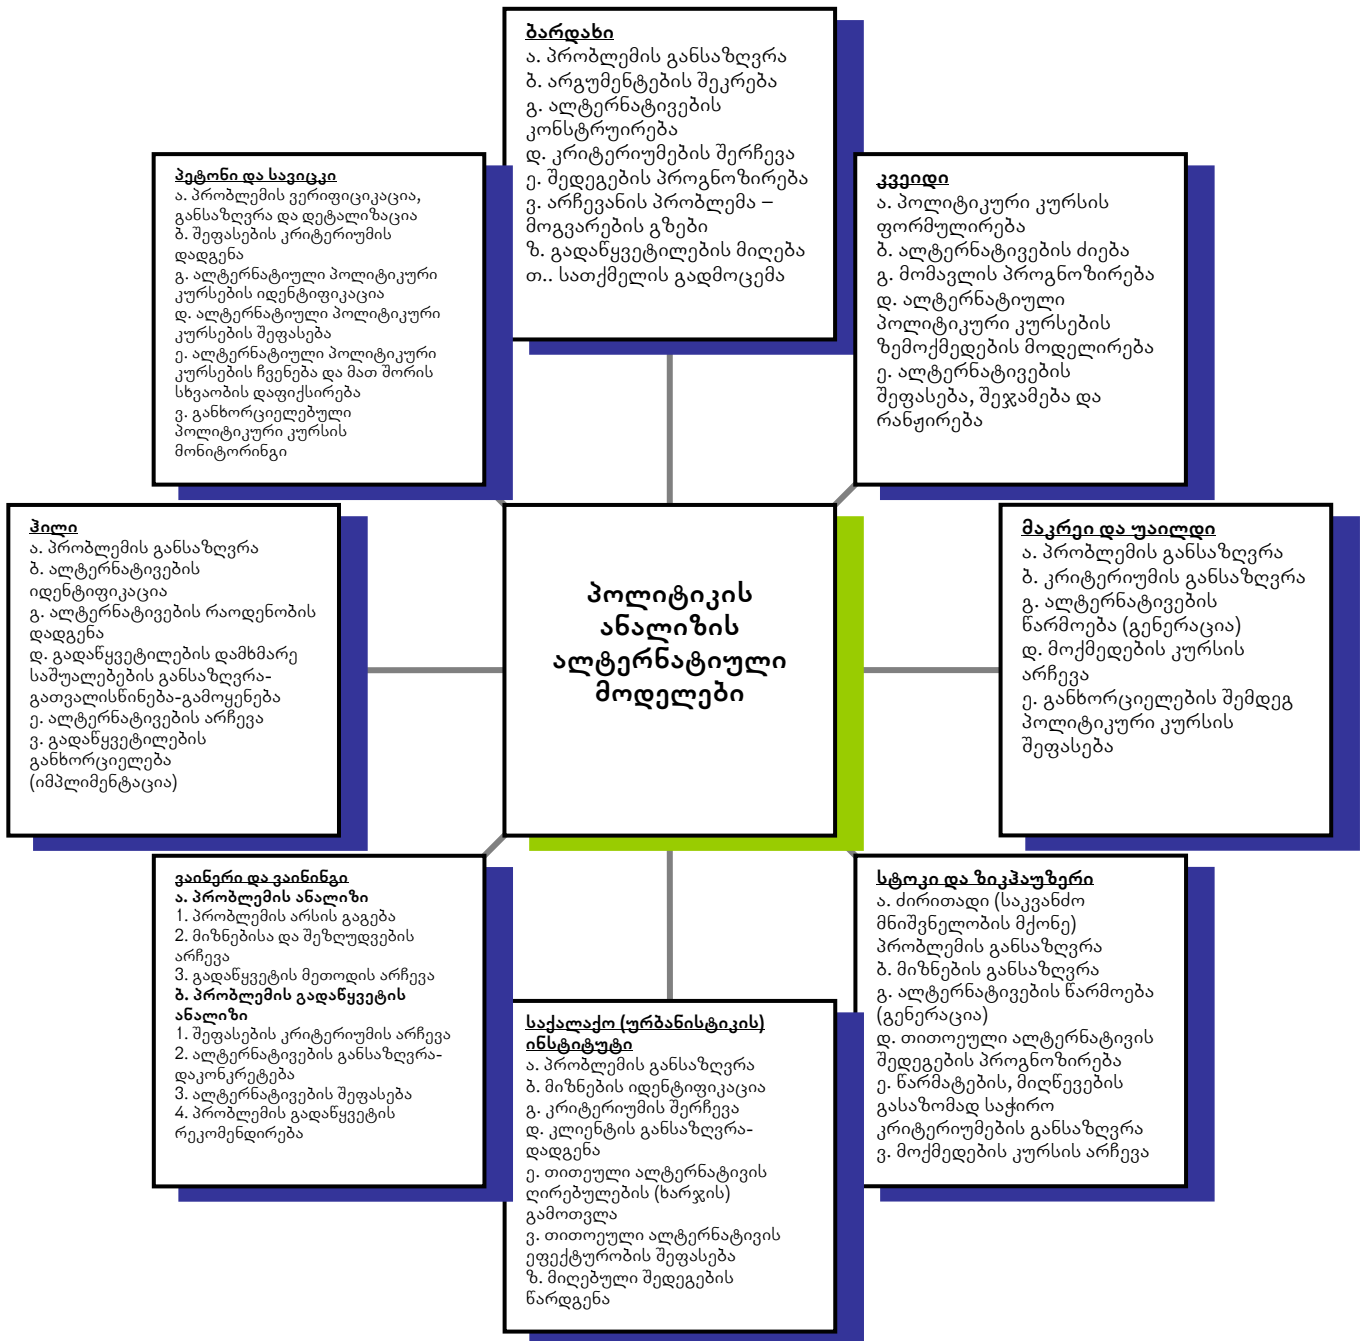 ბარდახი
ა. პრობლემის განსაზღვრა
ბ. არგუმენტების შეკრება
გ. ალტერნატივების
კონსტრუირება
დ. კრიტერიუმების შერჩევა
ე. შედეგების პროგნოზირება
ვ. არჩევანის პრობლემა –
მოგვარების გზები
ზ. გადაწყვეტილების მიღება
თ.. სათქმელის გადმოცემა
პეტონი და სავიცკი
ა. პრობლემის ვერიფიციკაცია,
განსაზღვრა და დეტალიზაცია
ბ. შეფასების კრიტერიუმის
დადგენა
გ. ალტერნატიული პოლიტიკური
კურსების იდენტიფიკაცია
დ. ალტერნატიული პოლიტიკური
კურსების შეფასება
ე. ალტერნატიული პოლიტიკური
კურსების ჩვენება და მათ შორის
სხვაობის დაფიქსირება
ვ. განხორციელებული
პოლიტიკური კურსის
მონიტორინგი
კვეიდი
ა. პოლიტიკური კურსის
ფორმულირება
ბ. ალტერნატივების ძიება
გ. მომავლის პროგნოზირება
დ. ალტერნატიული
პოლიტიკური კურსების
ზემოქმედების მოდელირება
ე. ალტერნატივების
შეფასება, შეჯამება და
რანჟირება
ჰილი
ა. პრობლემის განსაზღვრა
ბ. ალტერნატივების
იდენტიფიკაცია
გ. ალტერნატივების რაოდენობის
დადგენა
დ. გადაწყვეტილების დამხმარე
საშუალებების განსაზღვრა-
გათვალისწინება-გამოყენება
ე. ალტერნატივების არჩევა
ვ. გადაწყვეტილების
განხორციელება
(იმპლიმენტაცია)
პოლიტიკის
ანალიზის
ალტერნატიული
მოდელები
მაკრეი და უაილდი
ა. პრობლემის განსაზღვრა
ბ. კრიტერიუმის განსაზღვრა
გ. ალტერნატივების
წარმოება (გენერაცია)
დ. მოქმედების კურსის
არჩევა
ე. განხორციელების შემდეგ
პოლიტიკური კურსის
შეფასება
ვაინერი და ვაინინგი
ა. პრობლემის ანალიზი
1. პრობლემის არსის გაგება
2. მიზნებისა და შეზღუდვების
არჩევა
3. გადაწყვეტის მეთოდის არჩევა
ბ. პრობლემის გადაწყვეტის
ანალიზი
1. შეფასების კრიტერიუმის არჩევა
2. ალტერნატივების განსაზღვრა-
დაკონკრეტება
3. ალტერნატივების შეფასება
4. პრობლემის გადაწყვეტის
რეკომენდირება
საქალაქო (ურბანისტიკის)
ინსტიტუტი
ა. პრობლემის განსაზღვრა
ბ. მიზნების იდენტიფიკაცია
გ. კრიტერიუმის შერჩევა
დ. კლიენტის განსაზღვრა-
დადგენა
ე. თითეული ალტერნატივის
ღირებულების (ხარჯის)
გამოთვლა
ვ. თითოეული ალტერნატივის
ეფექტურობის შეფასება
ზ. მიღებული შედეგების
წარდგენა
სტოკი და ზიკჰაუზერი
ა. ძირითადი (საკვანძო
მნიშვნელობის მქონე)
პრობლემის განსაზღვრა
ბ. მიზნების განსაზღვრა
გ. ალტერნატივების წარმოება
(გენერაცია)
დ. თითოეული ალტერნატივის
შედეგების პროგნოზირება
ე. წარმატების, მიღწევების
გასაზომად საჭირო
კრიტერიუმების განსაზღვრა
ვ. მოქმედების კურსის არჩევა